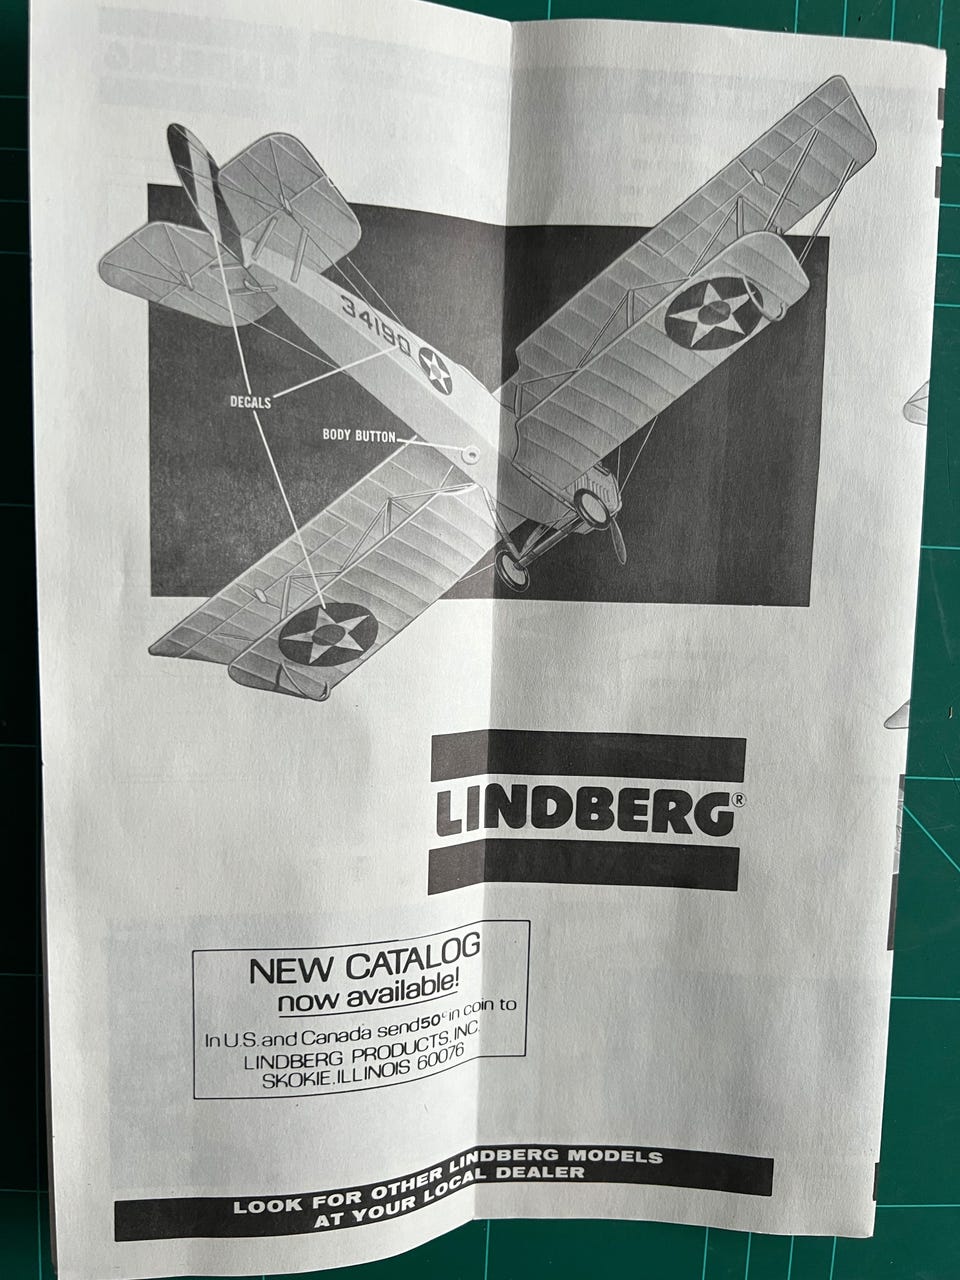 34190
DECALS
BODY BUTTON
LINDBERG®
NEW CATALOG
now available!
In U.S. and Canada send 50¢ in coin to
LINDBERG PRODUCTS, INC.
SKOKIE, ILLINOIS 60076
LOOK FOR OTHER LINDBERG MODELS
AT YOUR LOCAL DEALER